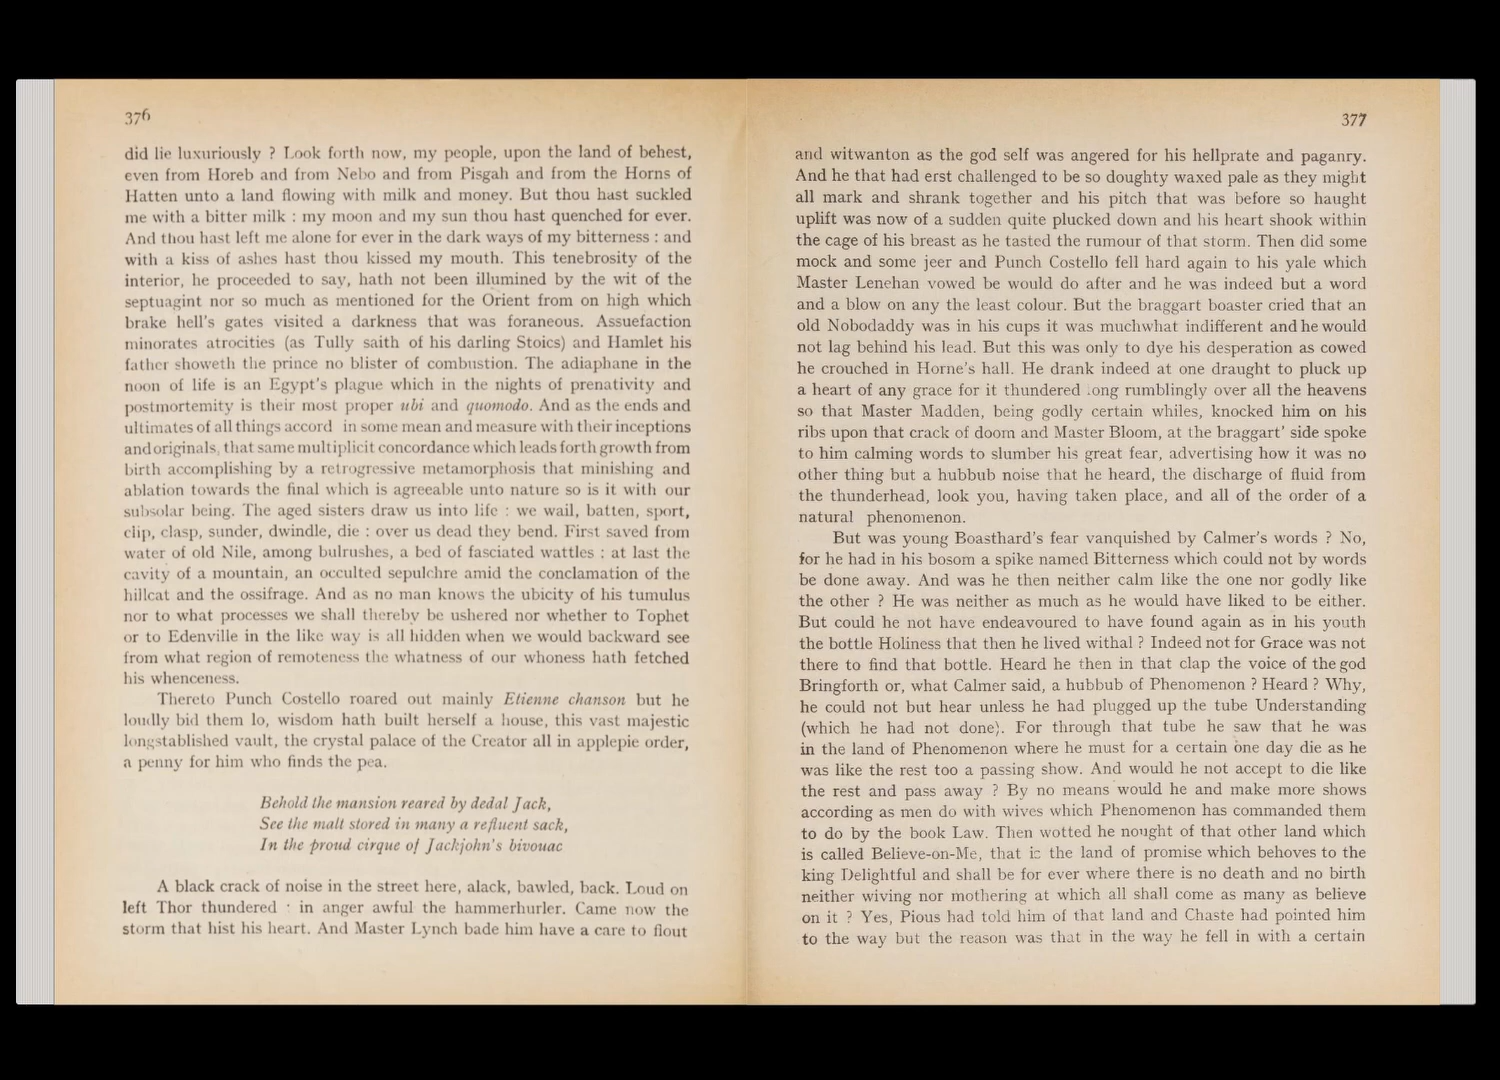 376
did lie luxuriously ? Look forth now, my people, upon the land of behest,
even from Horeb and from Nebo and from Pisgah and from the Horns of
Hatten unto a land flowing with milk and money. But thou hast suckled
me with a bitter milk : my moon and my sun thou hast quenched for ever.
And thou hast left me alone for ever in the dark ways of my bitterness : and
with a kiss of ashes hast thou kissed my mouth. This tenebrosity of the
interior, he proceeded to say, hath not been illumined by the wit of the
septuagint nor so much as mentioned for the Orient from on high which
brake hell's gates visited a darkness that was foraneous. Assuefaction
minorates atrocities (as Tully saith of his darling Stoics) and Hamlet his
father showeth the prince no blister of combustion. The adiaphane in the
noon of life is an Egypt's plague which in the nights of prenativity and
postmortemity is their most proper ubi and quomodo. And as the ends and
ultimates of all things accord in some mean and measure with their inceptions
and originals, that same multiplicit concordance which leads forth growth from
birth accomplishing by a retrogressive metamorphosis that minishing and
ablation towards the final which is agreeable unto nature so is it with our
subsolar being. The aged sisters draw us into life : we wail, batten, sport,
clip, clasp, sunder, dwindle, die : over us dead they bend. First saved from
water of old Nile, among bulrushes, a bed of fasciated wattles : at last the
cavity of a mountain, an occulted sepulchre amid the conclamation of the
hillcat and the ossifrage. And as no man knows the ubicity of his tumulus
nor to what processes we shall thereby be ushered nor whether to Tophet
or to Edenville in the like way is all hidden when we would backward see
from what region of remoteness the whatness of our whoness hath fetched
his whenceness.
Thereto Punch Costello roared out mainly Etienne chanson but he
loudly bid them lo, wisdom hath built herself a house, this vast majestic
longstablished vault, the crystal palace of the Creator all in applepie order,
a penny for him who finds the pea.
Behold the mansion reared by dedal Jack,
See the malt stored in many a refluent sack,
In the proud cirque of Jackjohn's bivouac
A black crack of noise in the street here, alack, bawled, back. Loud on
left Thor thundered : in anger awful the hammerhurler. Came now the
storm that hist his heart. And Master Lynch bade him have a care to flout
377
and witwanton as the god self was angered for his hellprate and paganry.
And he that had erst challenged to be so doughty waxed pale as they might
all mark and shrank together and his pitch that was before so haught
uplift was now of a sudden quite plucked down and his heart shook within
the cage of his breast as he tasted the rumour of that storm. Then did some
mock and some jeer and Punch Costello fell hard again to his yale which
Master Lenehan vowed be would do after and he was indeed but a word
and a blow on any the least colour. But the braggart boaster cried that an
old Nobodaddy was in his cups it was muchwhat indifferent and he would
not lag behind his lead. But this was only to dye his desperation as cowed
he crouched in Horne's hall. He drank indeed at one draught to pluck up
a heart of any grace for it thundered long rumblingly over all the heavens
so that Master Madden, being godly certain whiles, knocked him on his
ribs upon that crack of doom and Master Bloom, at the braggart' side spoke
to him calming words to slumber his great fear, advertising how it was no
other thing but a hubbub noise that he heard, the discharge of fluid from
the thunderhead, look you, having taken place, and all of the order of a
natural phenomenon.
But was young Boasthard's fear vanquished by Calmer's words ? No,
for he had in his bosom a spike named Bitterness which could not by words
be done away. And was he then neither calm like the one nor godly like
the other ? He was neither as much as he would have liked to be either.
But could he not have endeavoured to have found again as in his youth
the bottle Holiness that then he lived withal ? Indeed not for Grace was not
there to find that bottle. Heard he then in that clap the voice of the god
Bringforth or, what Calmer said, a hubbub of Phenomenon ? Heard ? Why,
he could not but hear unless he had plugged up the tube Understanding
(which he had not done). For through that tube he saw that he was
in the land of Phenomenon where he must for a certain one day die as he
was like the rest too a passing show. And would he not accept to die like
the rest and pass away ? By no means would he and make more shows
according as men do with wives which Phenomenon has commanded them
to do by the book Law. Then wotted he nought of that other land which
is called Believe-on-Me, that is the land of promise which behoves to the
king Delightful and shall be for ever where there is no death and no birth
neither wiving nor mothering at which all shall come as many as believe
on it ? Yes, Pious had told him of that land and Chaste had pointed him
to the way but the reason was that in the way he fell in with a certain